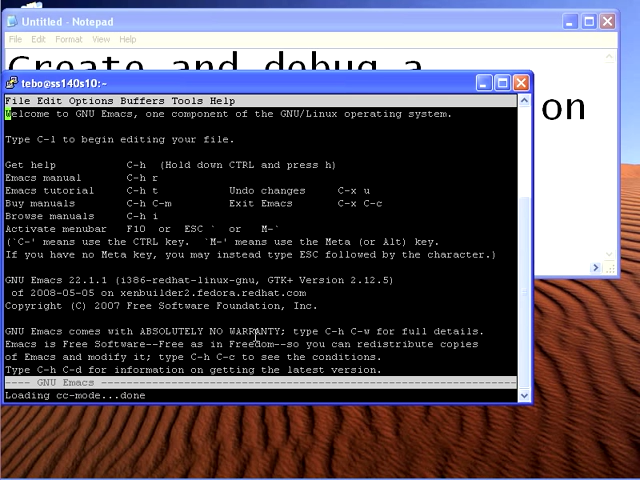 Untitled - Notepad
File Edit Format View Help
Create and debug a
on
tebo@ss140s10:~
File Edit Options Buffers Tools Help
Welcome to GNU Emacs, one component of the GNU/Linux operating system.
Type C-l to begin editing your file.
Get help C-h (Hold down CTRL and press h)
Emacs manual C-h r
Emacs tutorial C-h t Undo changes C-x u
Buy manuals C-h C-m Exit Emacs C-x C-c
Browse manuals C-h i
Activate menubar F10 or ESC ` or M-`
(`C-' means use the CTRL key. `M-' means use the Meta (or Alt) key.
If you have no Meta key, you may instead type ESC followed by the character.)
GNU Emacs 22.1.1 (i386-redhat-linux-gnu, GTK+ Version 2.12.5)
of 2008-05-05 on xenbuilder2.fedora.redhat.com
Copyright (C) 2007 Free Software Foundation, Inc.
GNU Emacs comes with ABSOLUTELY NO WARRANTY; type C-h C-w for full details.
Emacs is Free Software--Free as in Freedom--so you can redistribute copies
of Emacs and modify it; type C-h C-c to see the conditions.
Type C-h C-d for information on getting the latest version.
---- GNU Emacs ----------------------------------------------------------------
Loading cc-mode...done